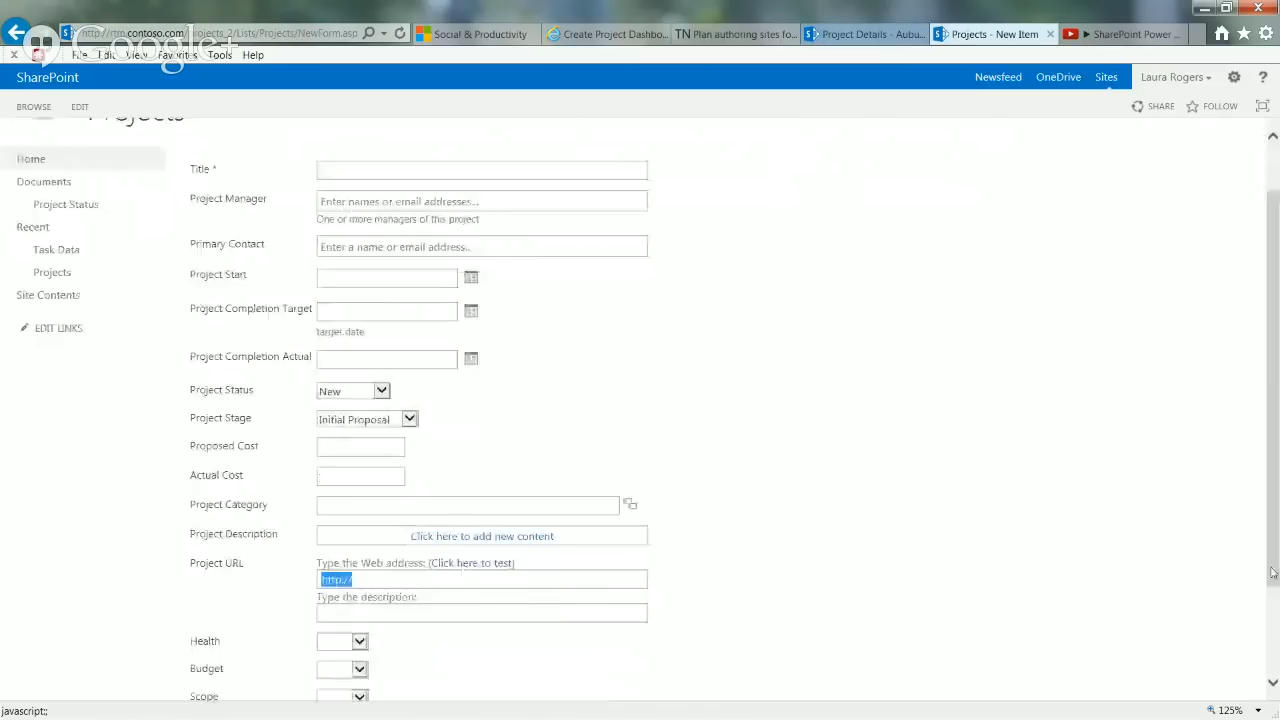 http://rtm.contoso.com/projects_2/Lists/Projects/NewForm.asp
Social & Productivity
Create Project Dashbo...
TN Plan authoring sites fo...
Project Details - Aubu...
Projects - New Item
SharePoint Power ...
Google+
File Edit View Favorites Tools Help
SharePoint
Newsfeed OneDrive Sites
Laura Rogers
?
BROWSE EDIT
SHARE FOLLOW
Projects
Home
Documents
Project Status
Recent
Task Data
Projects
Site Contents
EDIT LINKS
Title *
Project Manager
Enter names or email addresses...
One or more managers of this project
Primary Contact
Enter a name or email address...
Project Start
Project Completion Target
target date
Project Completion Actual
Project Status
New
Project Stage
Initial Proposal
Proposed Cost
Actual Cost
Project Category
Project Description
Click here to add new content
Project URL
Type the Web address: (Click here to test)
http://
Type the description:
Health
Budget
Scope
javascript:;
125%